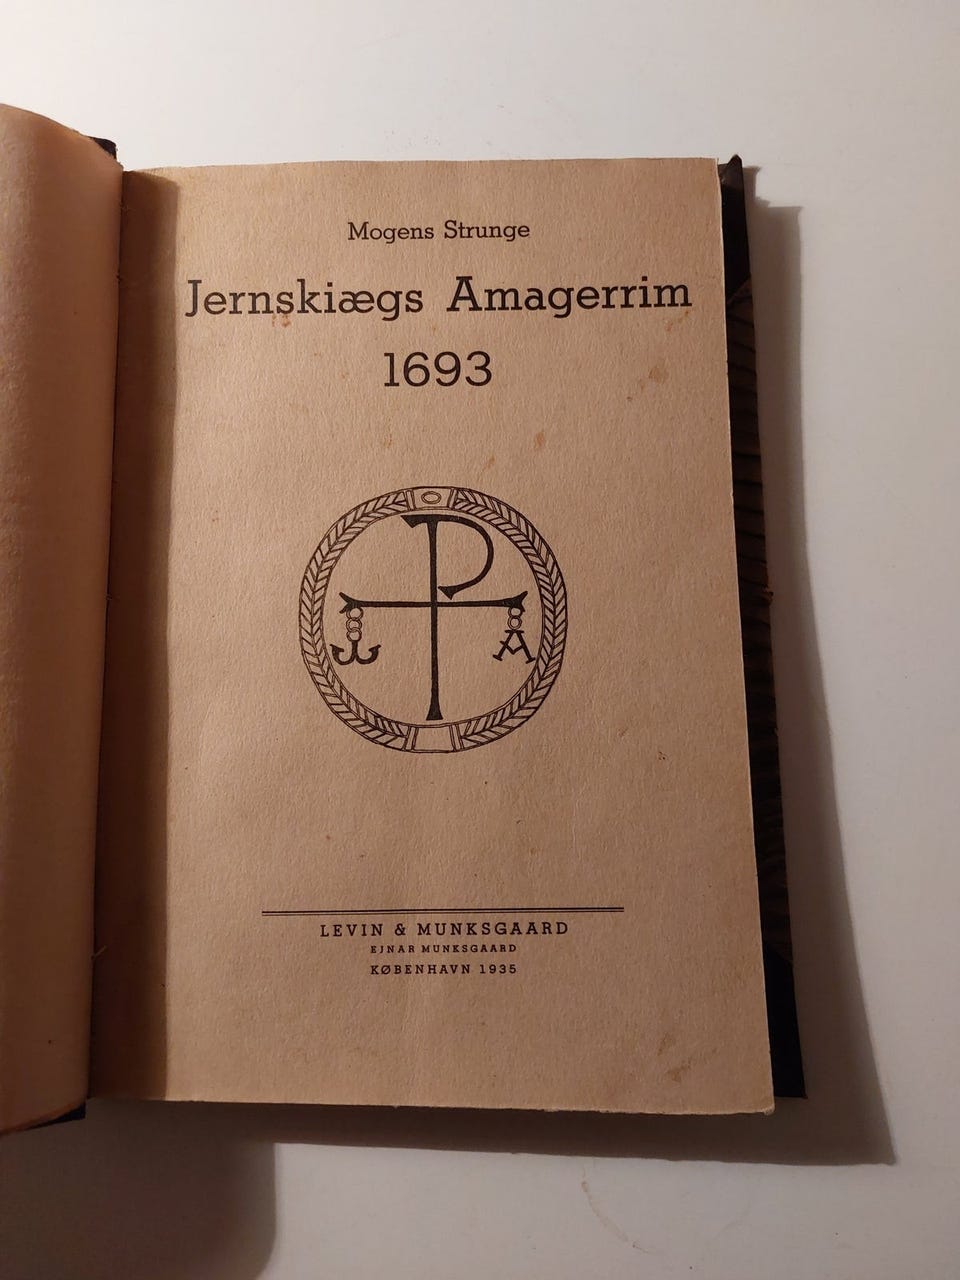 Mogens Strunge
Jernskiægs Amagerrim
1693
LEVIN & MUNKSGAARD
EJNAR MUNKSGAARD
KØBENHAVN 1935